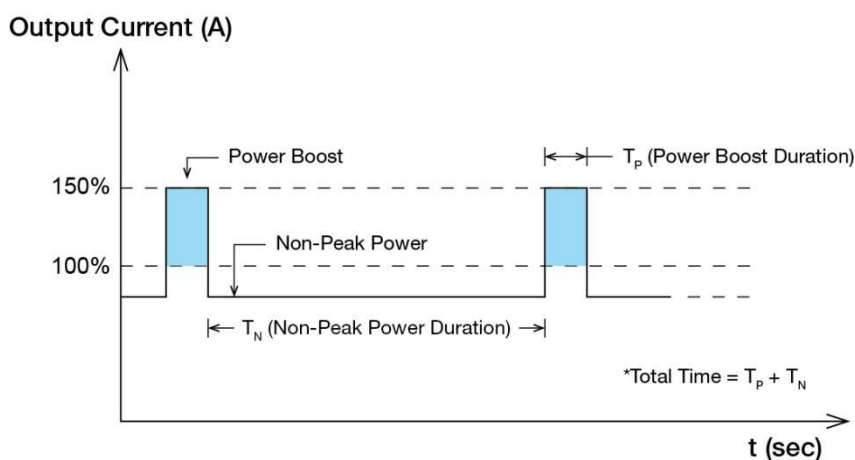 Output Current (A)
Power Boost
T_P (Power Boost Duration)
150%
Non-Peak Power
100%
T_N (Non-Peak Power Duration)
*Total Time = T_P + T_N
t (sec)